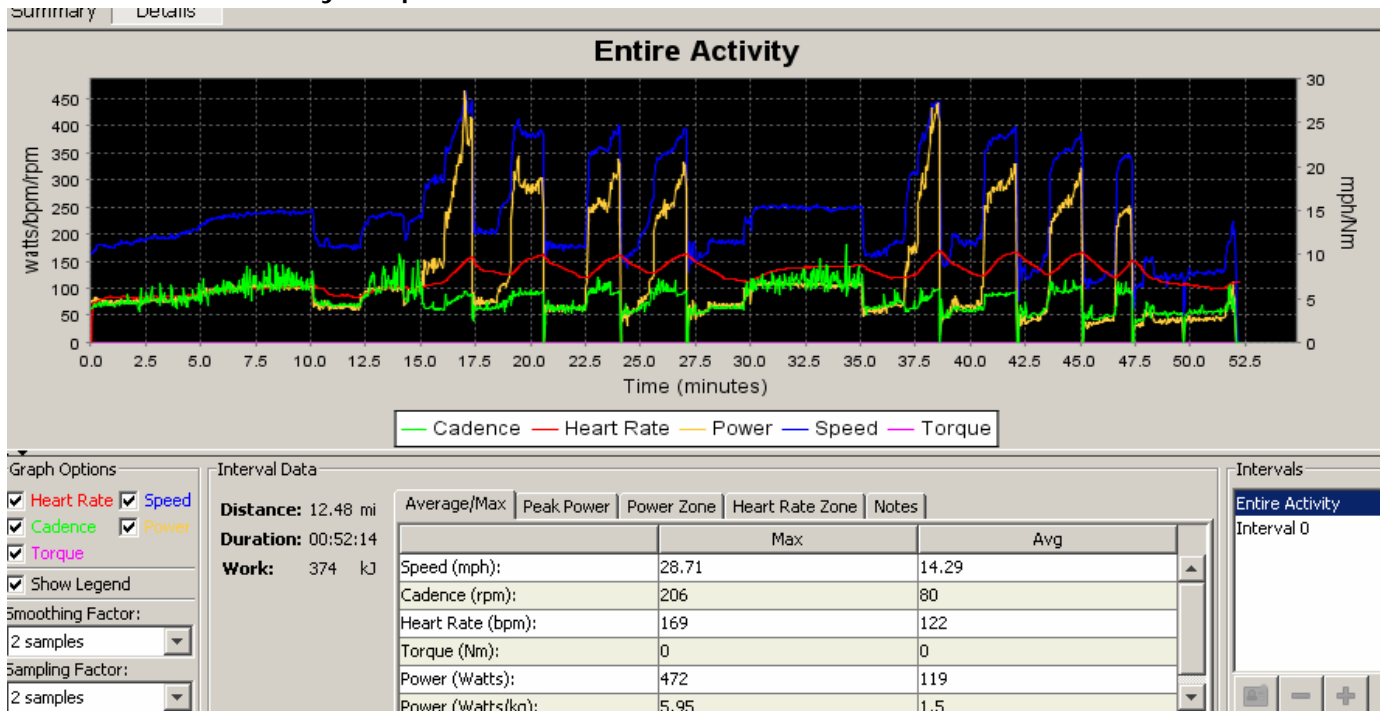 Summary Details
Entire Activity
450
400
350
300
250
200
150
100
50
0
Watts/bpm/rpm
30
25
20
15
10
5
0
mph/Nm
0.0 2.5 5.0 7.5 10.0 12.5 15.0 17.5 20.0 22.5 25.0 27.5 30.0 32.5 35.0 37.5 40.0 42.5 45.0 47.5 50.0 52.5
Time (minutes)
Cadence Heart Rate Power Speed Torque
Graph Options
Heart Rate Speed
Cadence Power
Torque
Show Legend
Smoothing Factor:
2 samples
Sampling Factor:
2 samples
Interval Data
Distance: 12.48 mi
Duration: 00:52:14
Work: 374 kJ
Average/Max Peak Power Power Zone Heart Rate Zone Notes
Max Avg
Speed (mph): 28.71 14.29
Cadence (rpm): 206 80
Heart Rate (bpm): 169 122
Torque (Nm): 0 0
Power (Watts): 472 119
Power (Watts/kg): 5.95 1.5
Intervals
Entire Activity
Interval 0